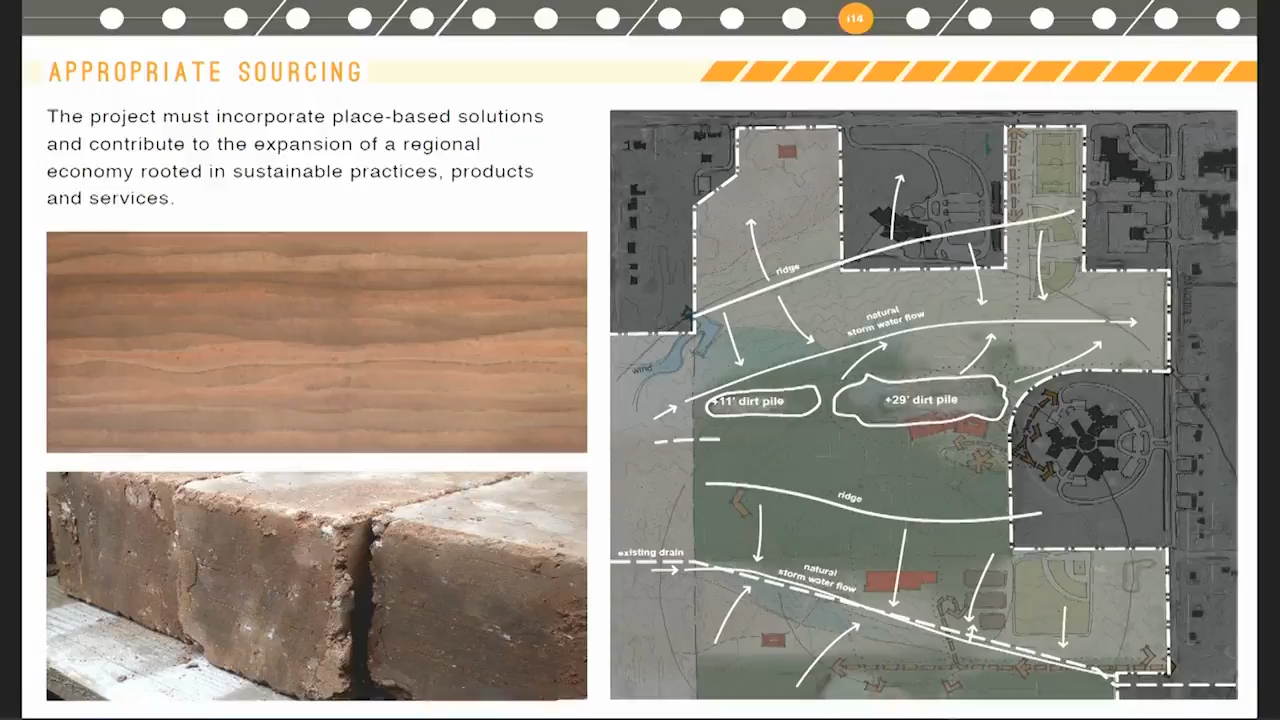 i14
APPROPRIATE SOURCING
The project must incorporate place-based solutions
and contribute to the expansion of a regional
economy rooted in sustainable practices, products
and services.
ridge
natural
storm water flow
wind
+11' dirt pile
+29' dirt pile
ridge
existing drain
natural
storm water flow